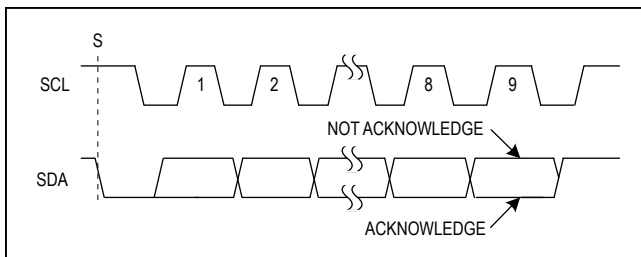 S
SCL 1 2 8 9
NOT ACKNOWLEDGE
SDA
ACKNOWLEDGE